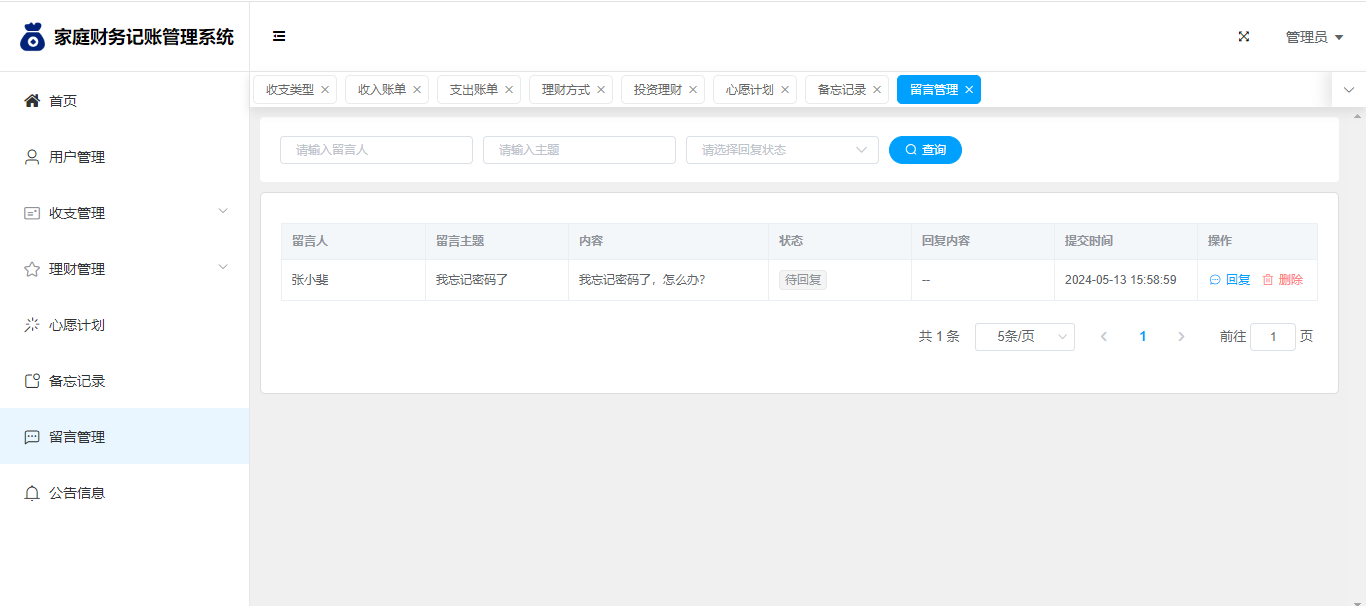 家庭财务记账管理系统
管理员
首页
用户管理
收支管理
理财管理
心愿计划
备忘记录
留言管理
公告信息
收支类型 收入账单 支出账单 理财方式 投资理财 心愿计划 备忘记录 留言管理
请输入留言人 请输入主题 请选择回复状态 查询
留言人 留言主题 内容 状态 回复内容 提交时间 操作
张小斐 我忘记密码了 我忘记密码了，怎么办? 待回复 -- 2024-05-13 15:58:59 回复 删除
共 1 条 5条/页 1 前往 1 页